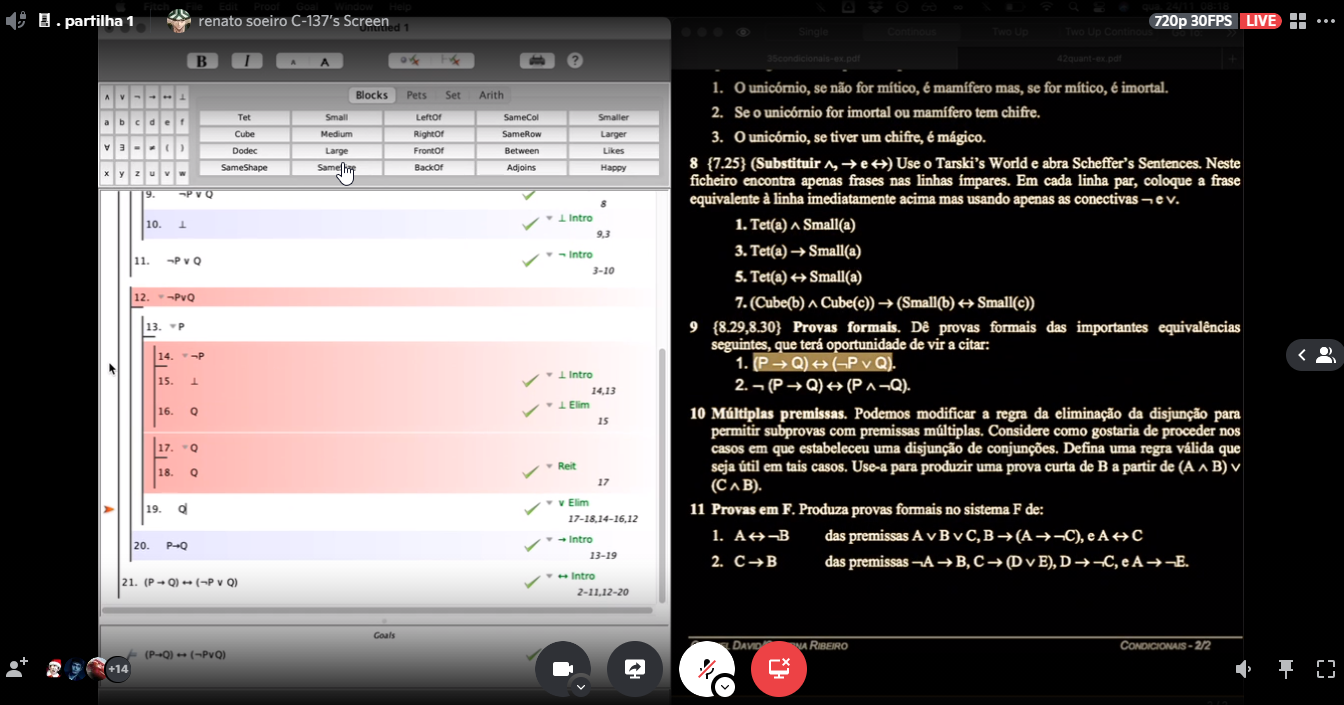 Fitch File Edit Proof Goal Window Help
. partilha 1
renato soeiro C-137's Screen
720p 30FPS LIVE
Untitled 1
B I A A ?
∧ ∨ ¬ → ↔ ⊥
a b c d e f
∀ ∃ = ≠ ( )
x y z u v w
Blocks Pets Set Arith
Tet Small LeftOf SameCol Smaller
Cube Medium RightOf SameRow Larger
Dodec Large FrontOf Between Likes
SameShape BackOf Adjoins Happy
9. ¬P ∨ Q
8
10. ⊥ ⊥ Intro
9,3
11. ¬P ∨ Q ¬ Intro
3-10
12. ¬P∨Q
13. P
14. ¬P
15. ⊥ ⊥ Intro
14,13
16. Q ⊥ Elim
15
17. Q
18. Q Reit
17
19. Q ∨ Elim
17-18,14-16,12
20. P→Q → Intro
13-19
21. (P → Q) ↔ (¬P ∨ Q) ↔ Intro
2-11,12-20
Goals
(P→Q) ↔ (¬P∨Q)
+14
Single Continuous Two Up Two Up Continuous
35condicionais-ex.pdf 42quant-ex.pdf
1. O unicórnio, se não for mítico, é mamífero mas, se for mítico, é imortal.
2. Se o unicórnio for imortal ou mamífero tem chifre.
3. O unicórnio, se tiver um chifre, é mágico.
8 {7.25} (Substituir ∧, → e ↔) Use o Tarski's World e abra Scheffer's Sentences. Neste
ficheiro encontra apenas frases nas linhas ímpares. Em cada linha par, coloque a frase
equivalente à linha imediatamente acima mas usando apenas as conectivas ¬ e ∨.
1. Tet(a) ∧ Small(a)
3. Tet(a) → Small(a)
5. Tet(a) ↔ Small(a)
7. (Cube(b) ∧ Cube(c)) → (Small(b) ↔ Small(c))
9 {8.29,8.30} Provas formais. Dê provas formais das importantes equivalências
seguintes, que terá oportunidade de vir a citar:
1. (P → Q) ↔ (¬P ∨ Q).
2. ¬ (P → Q) ↔ (P ∧ ¬Q).
10 Múltiplas premissas. Podemos modificar a regra da eliminação da disjunção para
permitir subprovas com premissas múltiplas. Considere como gostaria de proceder nos
casos em que estabeleceu uma disjunção de conjunções. Defina uma regra válida que
seja útil em tais casos. Use-a para produzir uma prova curta de B a partir de (A ∧ B) ∨
(C ∧ B).
11 Provas em F. Produza provas formais no sistema F de:
1. A ↔ ¬B das premissas A ∨ B ∨ C, B → (A → ¬C), e A ↔ C
2. C → B das premissas ¬A → B, C → (D ∨ E), D → ¬C, e A → ¬E.
DAVID RIBEIRO CONDICIONAIS - 2/2